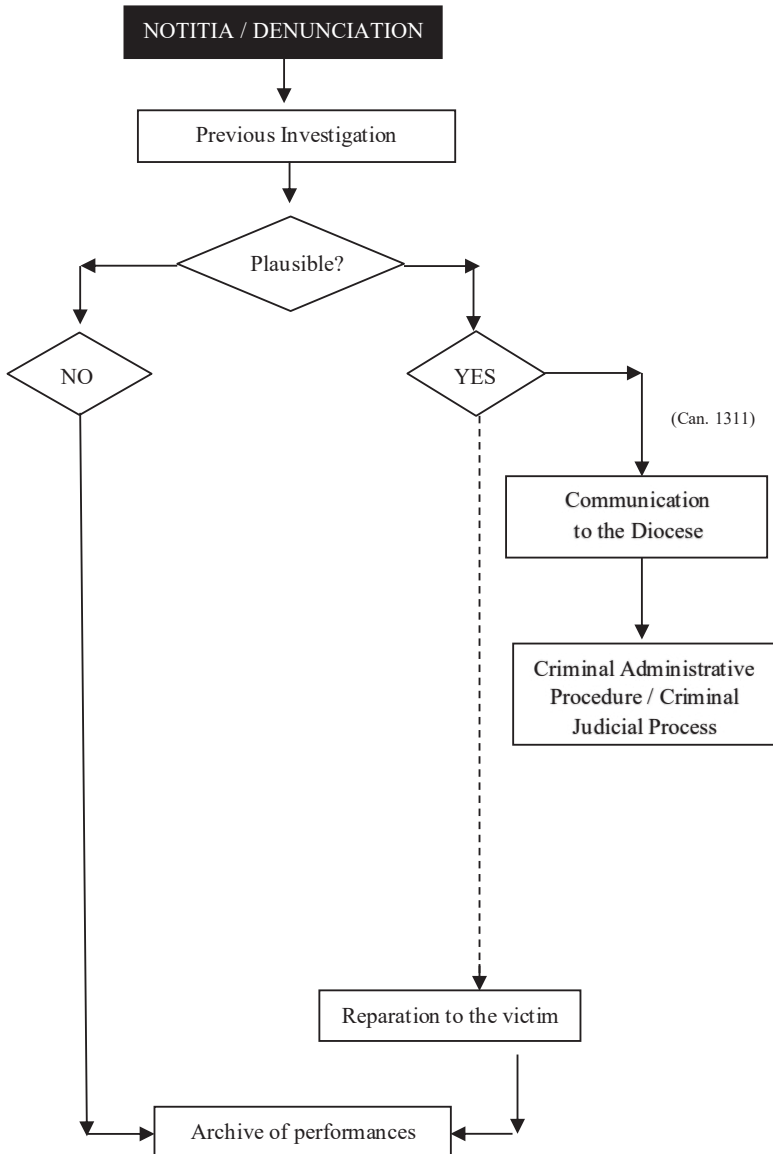 NOTITIA / DENUNCIATION
Previous Investigation
Plausible?
NO
YES
(Can. 1311)
Communication
to the Diocese
Criminal Administrative
Procedure / Criminal
Judicial Process
Reparation to the victim
Archive of performances